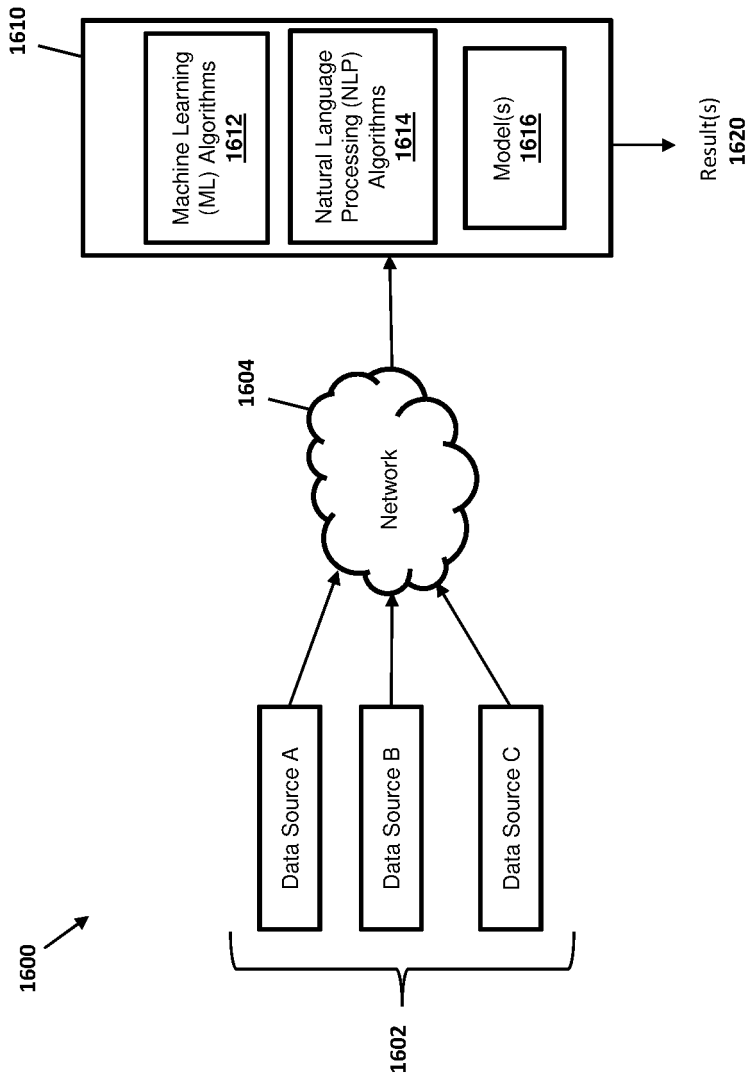 1600
1602
Data Source A
Data Source B
Data Source C
1604
Network
1610
Machine Learning
(ML) Algorithms
1612
Natural Language
Processing (NLP)
Algorithms
1614
Model(s)
1616
Result(s)
1620